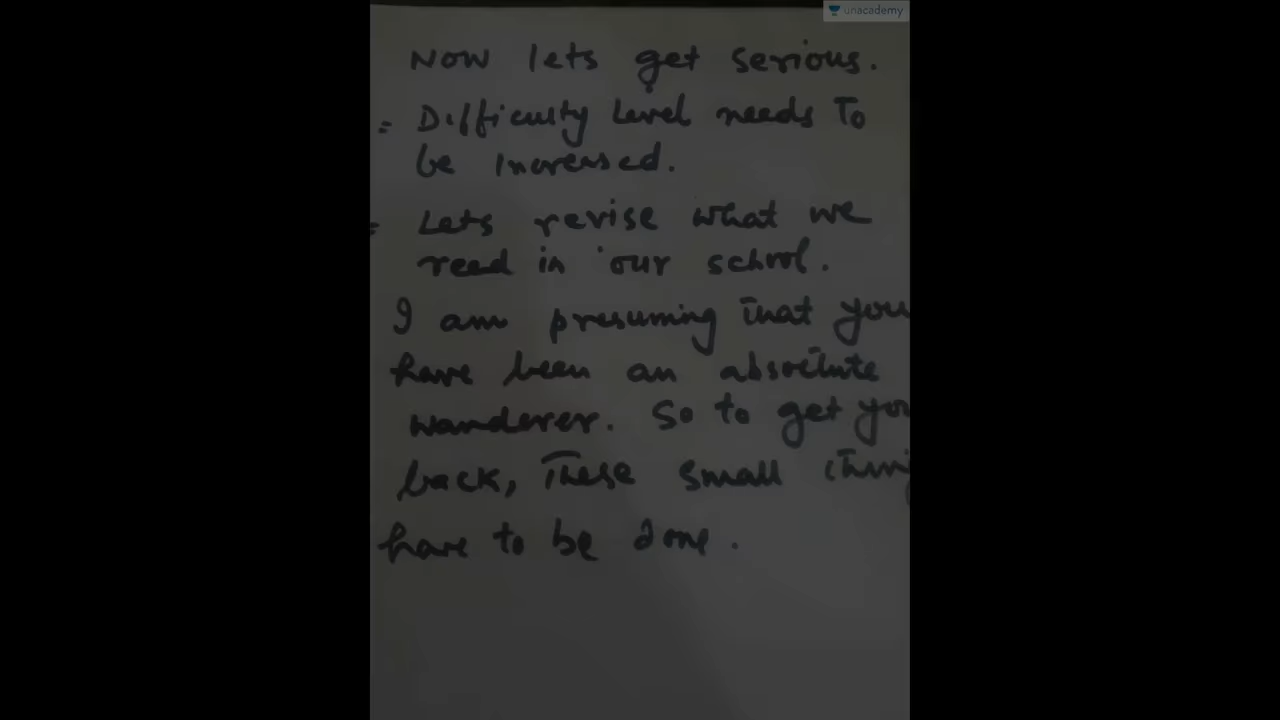 unacademy
Now lets get serious.
= Difficulty Level needs To
be Increased.
= Lets revise what we
read in our school.
I am presuming that you
have been an absolute
wanderer. So to get you
back, These small
have to be done.